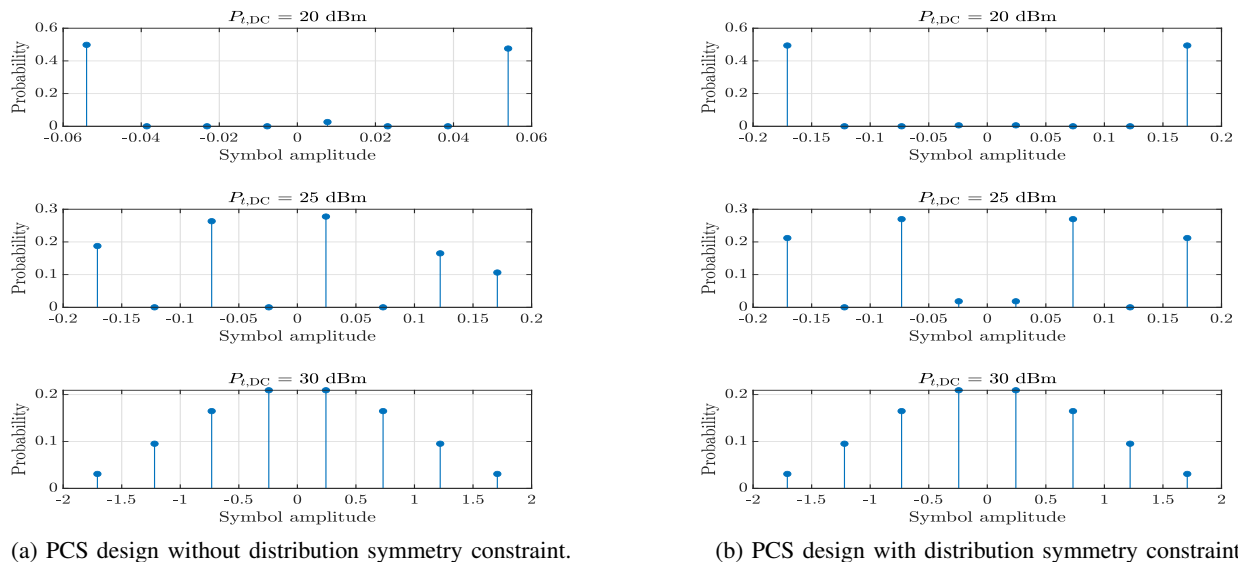 P_{t,DC} = 20 dBm
Probability
0.6
0.4
0.2
0
-0.06 -0.04 -0.02 0 0.02 0.04 0.06
Symbol amplitude
P_{t,DC} = 25 dBm
Probability
0.3
0.2
0.1
0
-0.2 -0.15 -0.1 -0.05 0 0.05 0.1 0.15 0.2
Symbol amplitude
P_{t,DC} = 30 dBm
Probability
0.2
0.1
0
-2 -1.5 -1 -0.5 0 0.5 1 1.5 2
Symbol amplitude
(a) PCS design without distribution symmetry constraint.
P_{t,DC} = 20 dBm
Probability
0.6
0.4
0.2
0
-0.2 -0.15 -0.1 -0.05 0 0.05 0.1 0.15 0.2
Symbol amplitude
P_{t,DC} = 25 dBm
Probability
0.3
0.2
0.1
0
-0.2 -0.15 -0.1 -0.05 0 0.05 0.1 0.15 0.2
Symbol amplitude
P_{t,DC} = 30 dBm
Probability
0.2
0.1
0
-2 -1.5 -1 -0.5 0 0.5 1 1.5 2
Symbol amplitude
(b) PCS design with distribution symmetry constraint